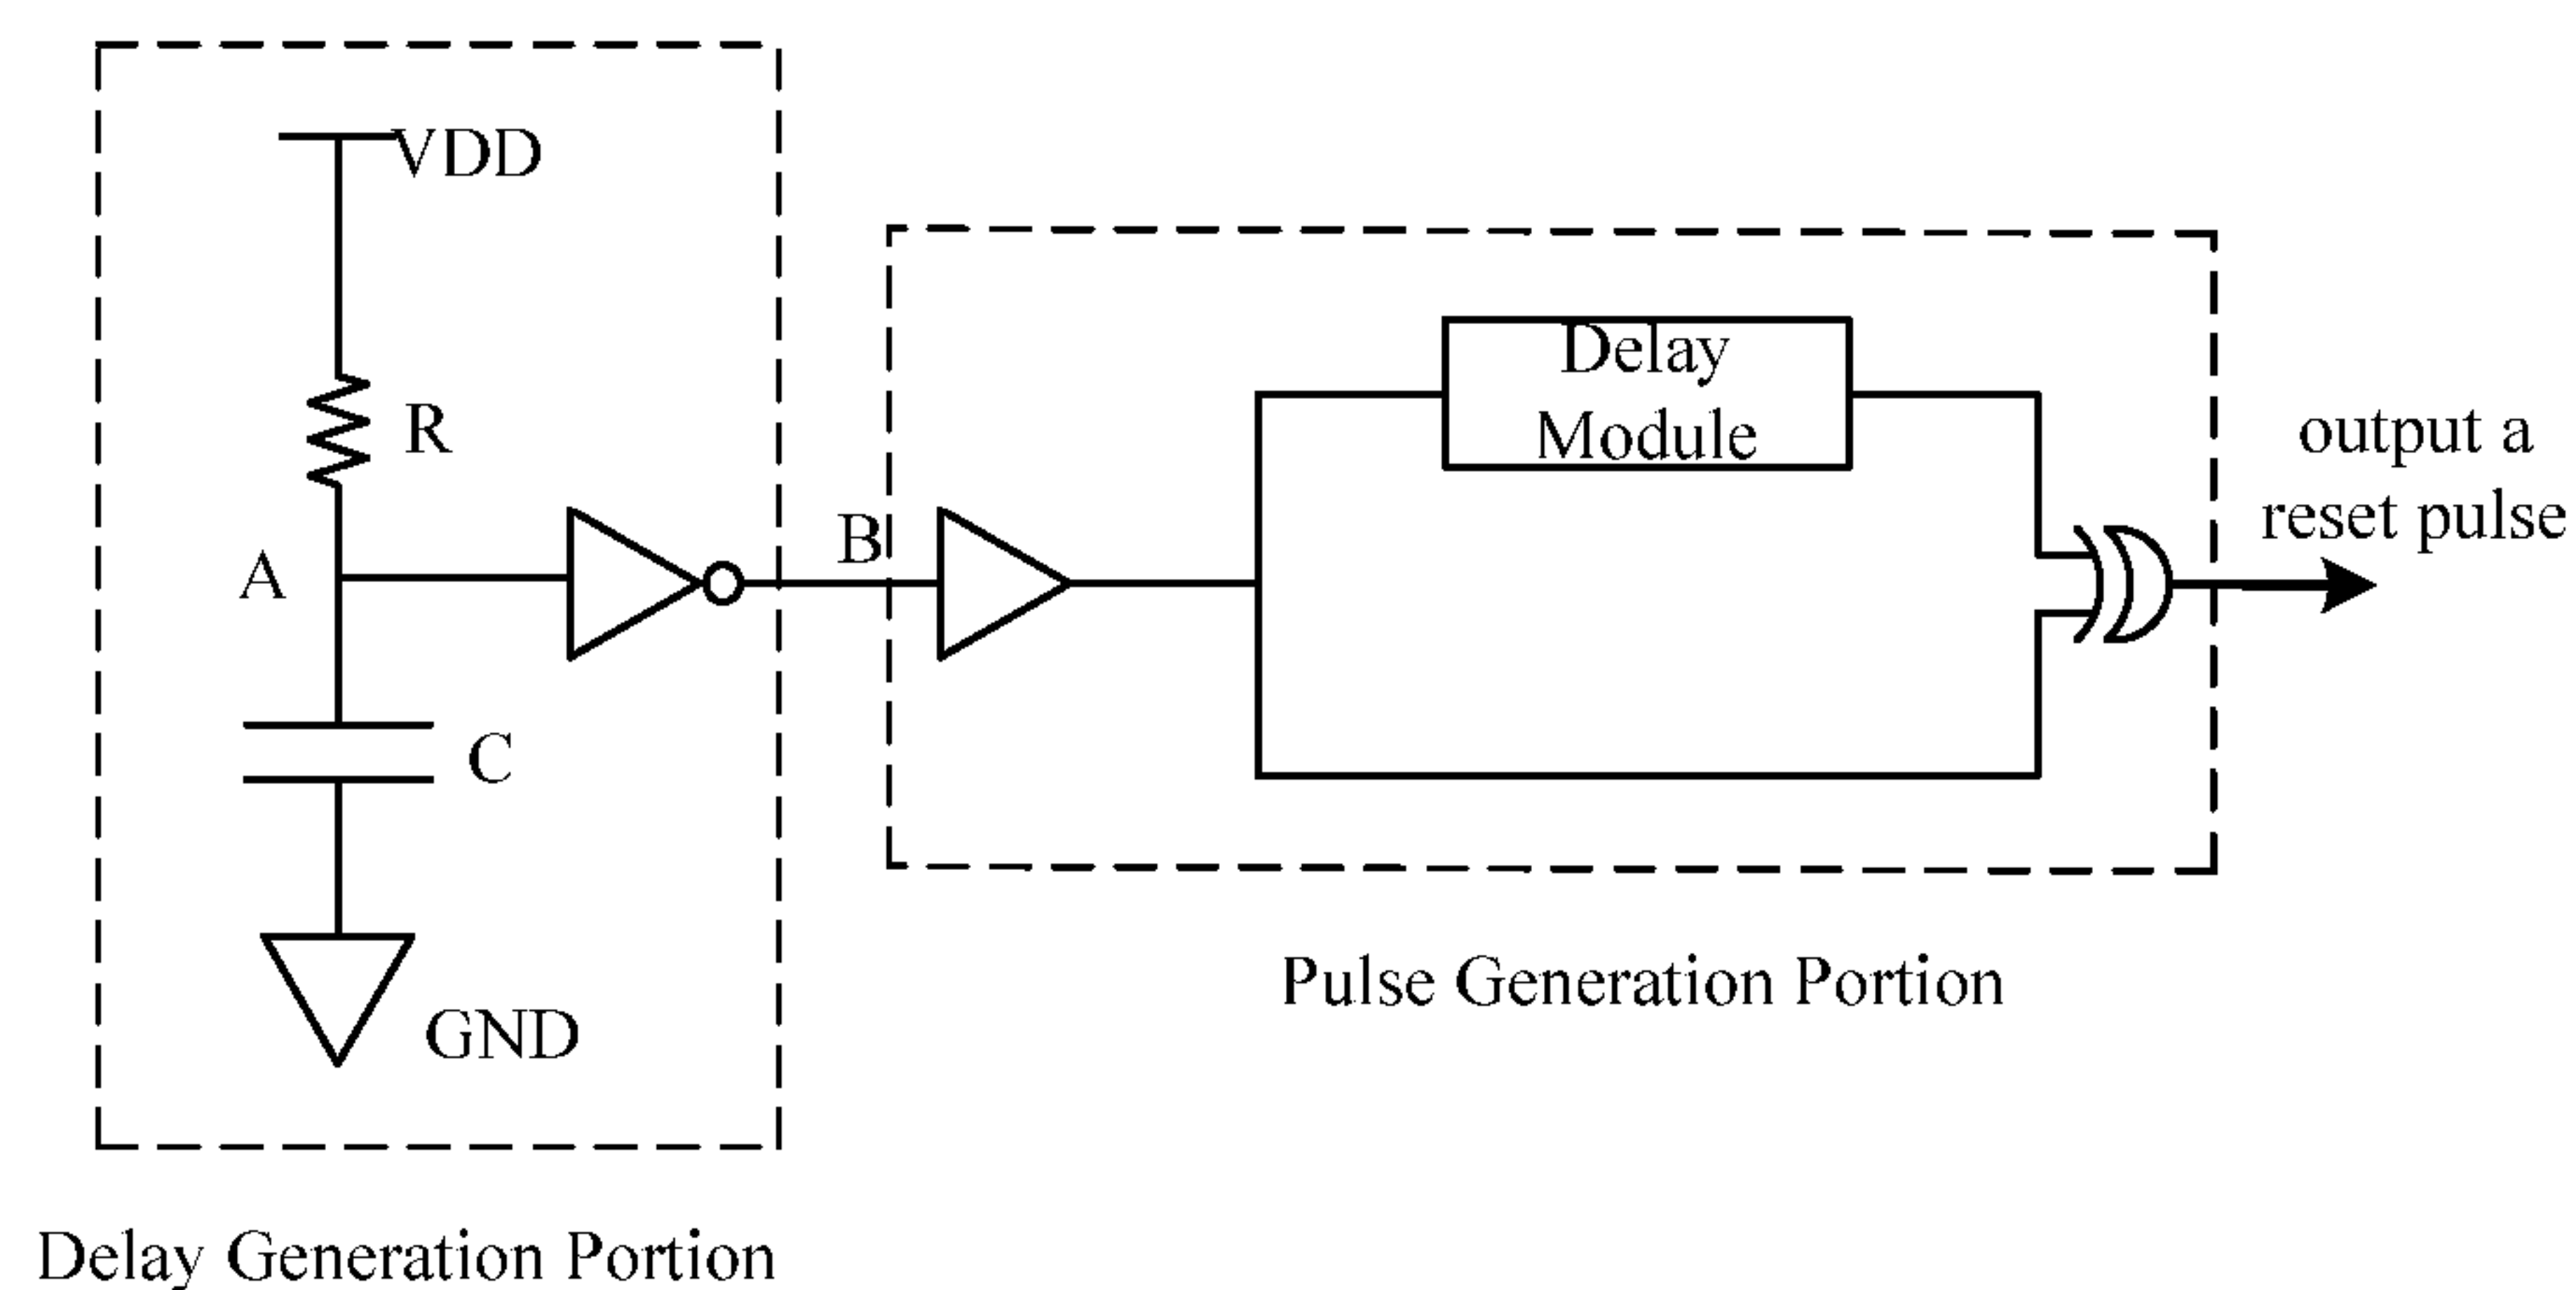 VDD
R
A
B
C
GND
Delay Generation Portion
Delay
Module
output a
reset pulse
Pulse Generation Portion